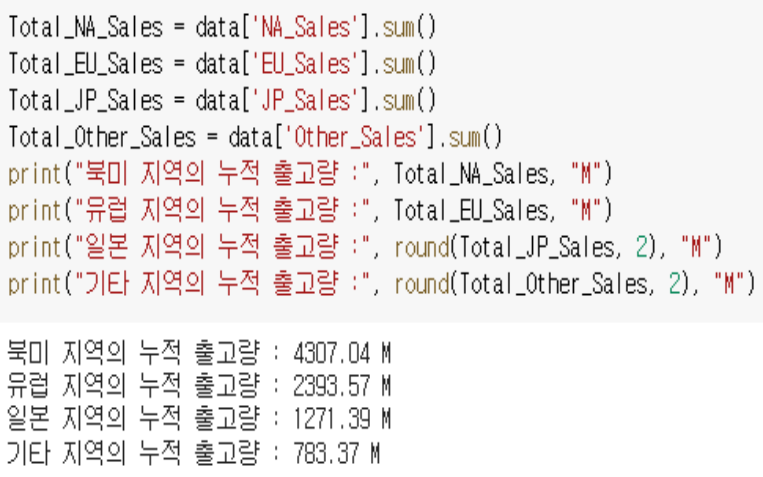 Total_NA_Sales = data['NA_Sales'].sum()
Total_EU_Sales = data['EU_Sales'].sum()
Total_JP_Sales = data['JP_Sales'].sum()
Total_Other_Sales = data['Other_Sales'].sum()
print("북미 지역의 누적 출고량 :", Total_NA_Sales, "M")
print("유럽 지역의 누적 출고량 :", Total_EU_Sales, "M")
print("일본 지역의 누적 출고량 :", round(Total_JP_Sales, 2), "M")
print("기타 지역의 누적 출고량 :", round(Total_Other_Sales, 2), "M")
북미 지역의 누적 출고량 : 4307.04 M
유럽 지역의 누적 출고량 : 2393.57 M
일본 지역의 누적 출고량 : 1271.39 M
기타 지역의 누적 출고량 : 783.37 M